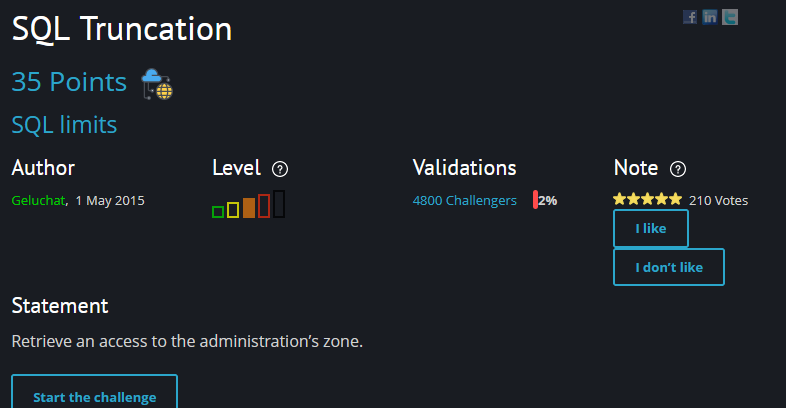 SQL Truncation
35 Points
SQL limits
Author
Level ?
Validations
Note ?
Geluchat, 1 May 2015
4800 Challengers 2%
210 Votes
I like
I don’t like
Statement
Retrieve an access to the administration’s zone.
Start the challenge